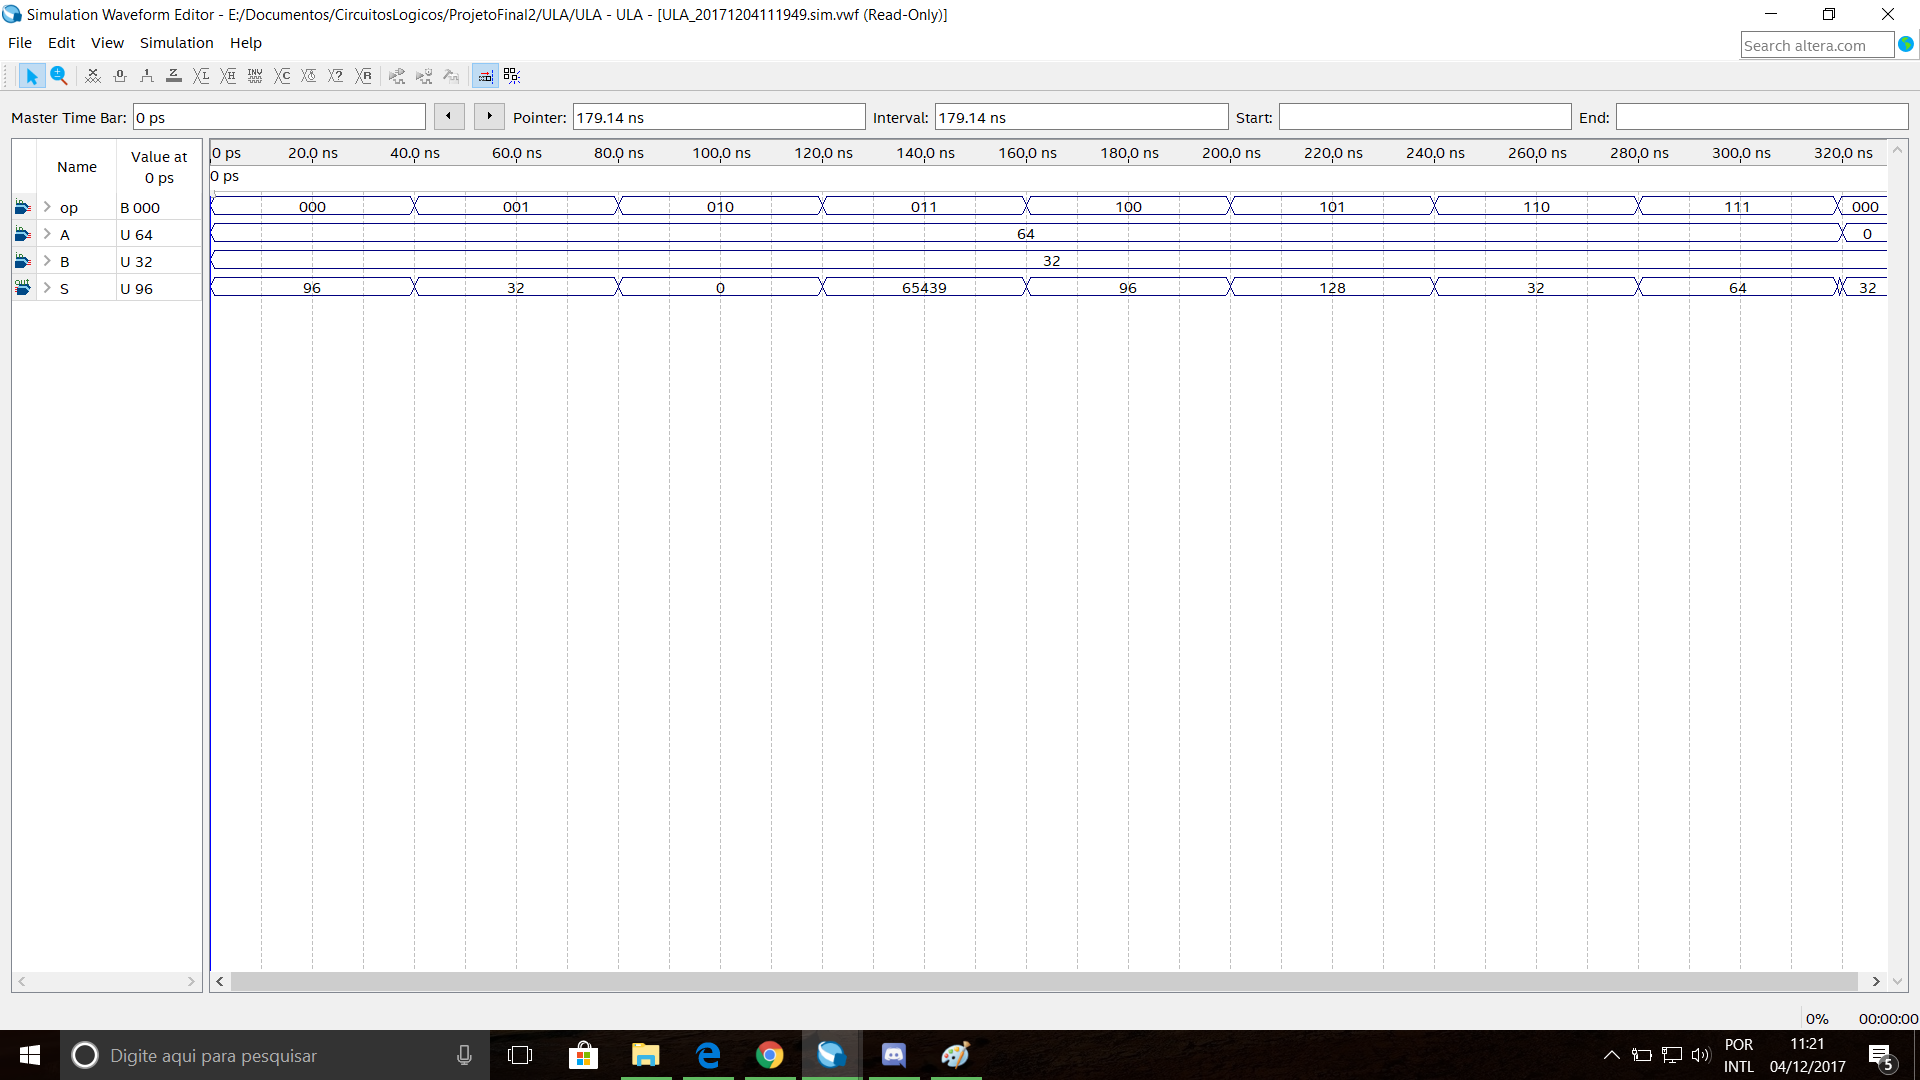 Simulation Waveform Editor - E:/Documentos/CircuitosLogicos/ProjetoFinal2/ULA/ULA - ULA - [ULA_20171204111949.sim.vwf (Read-Only)]
File Edit View Simulation Help
Search altera.com
Master Time Bar: 0 ps Pointer: 179.14 ns Interval: 179.14 ns Start: End:
Name Value at 0 ps
0 ps 20.0 ns 40.0 ns 60.0 ns 80.0 ns 100.0 ns 120.0 ns 140.0 ns 160.0 ns 180.0 ns 200.0 ns 220.0 ns 240.0 ns 260.0 ns 280.0 ns 300.0 ns 320.0 ns
0 ps
op B 000 000 001 010 011 100 101 110 111 000
A U 64 64 0
B U 32 32
S U 96 96 32 0 65439 96 128 32 64 32
0% 00:00:00
Digite aqui para pesquisar
POR 11:21
INTL 04/12/2017
5